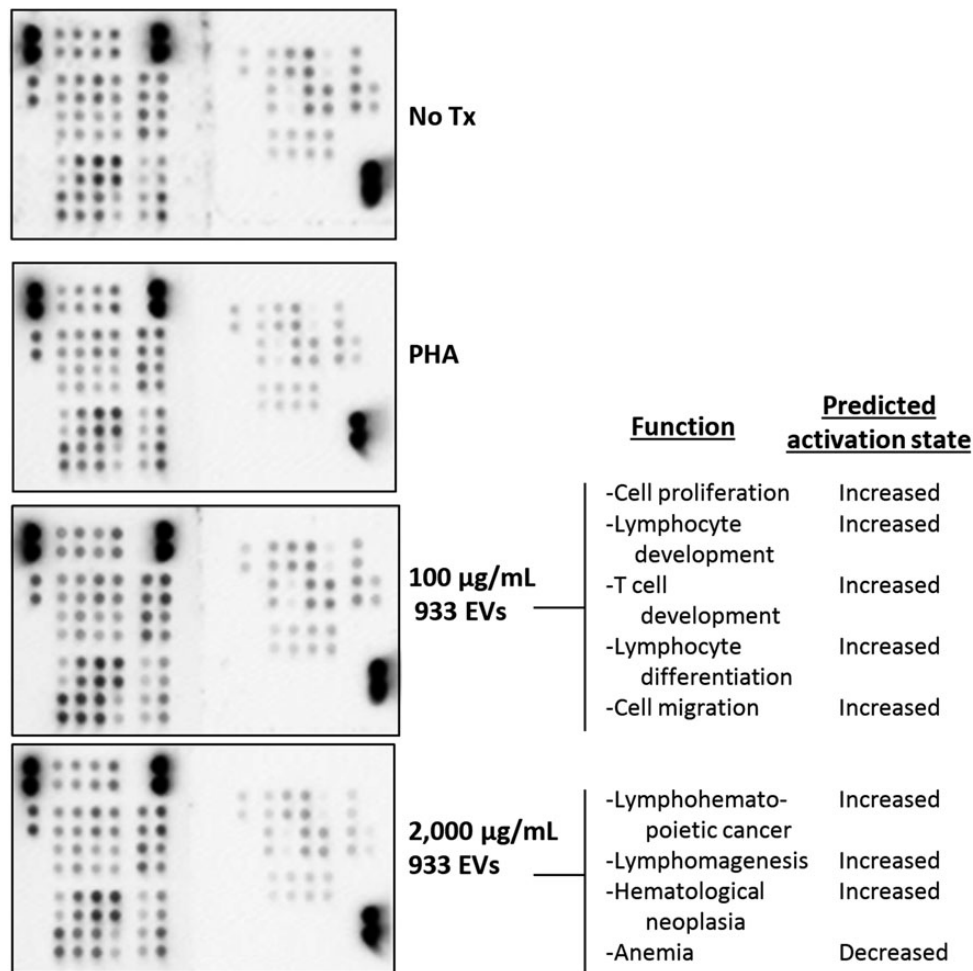 No Tx
PHA
Function
Predicted
activation state
100 µg/mL
933 EVs
-Cell proliferation Increased
-Lymphocyte Increased
development
-T cell Increased
development
-Lymphocyte Increased
differentiation
-Cell migration Increased
2,000 µg/mL
933 EVs
-Lymphohemato- Increased
poietic cancer
-Lymphomagenesis Increased
-Hematological Increased
neoplasia
-Anemia Decreased